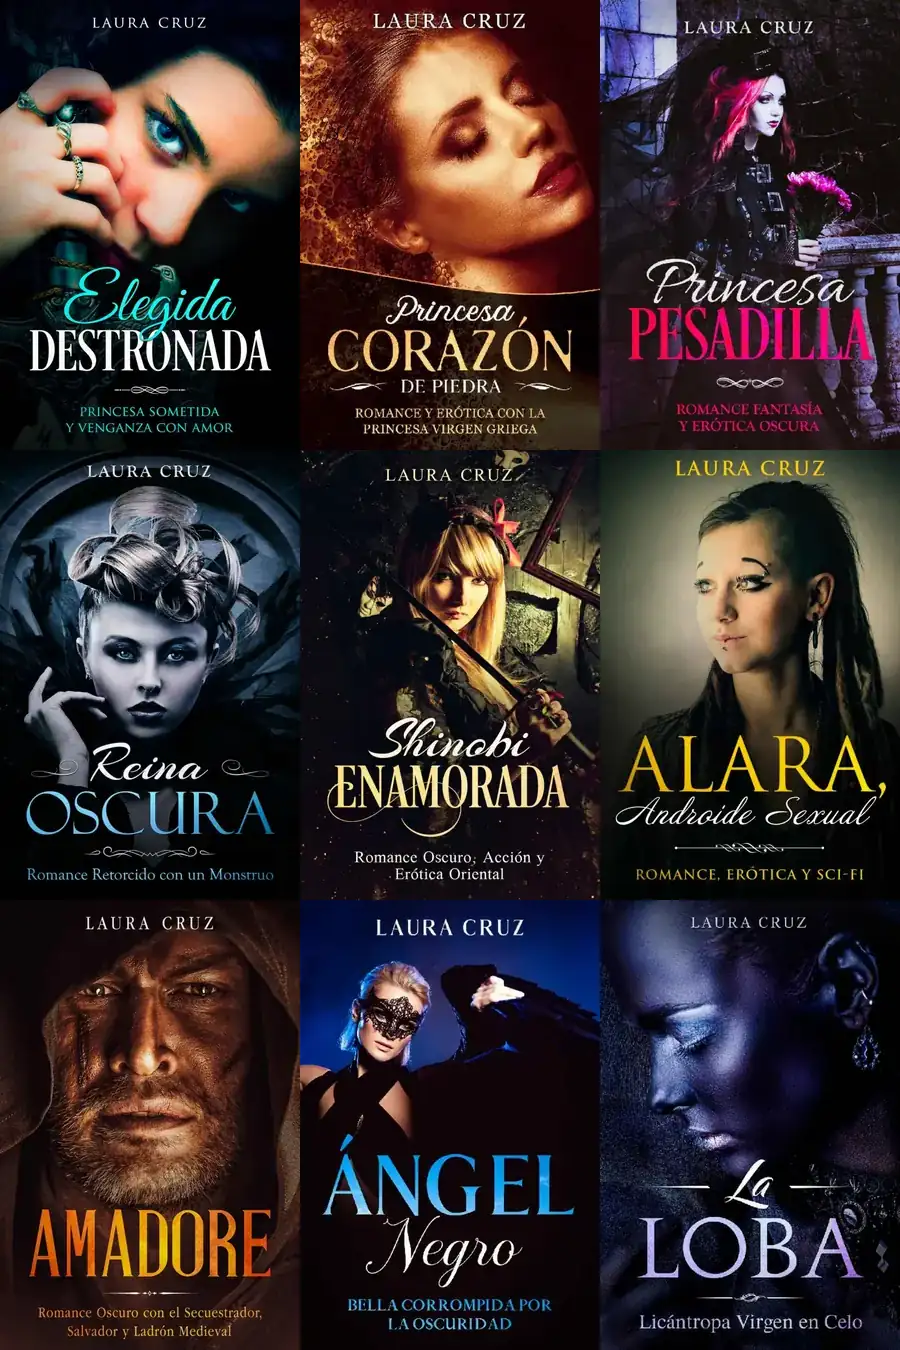 LAURA CRUZ
Elegida
DESTRONADA
PRINCESA SOMETIDA
Y VENGANZA CON AMOR
LAURA CRUZ
Princesa
CORAZÓN
DE PIEDRA
ROMANCE Y ERÓTICA CON LA
PRINCESA VIRGEN GRIEGA
LAURA CRUZ
Princesa
PESADILLA
ROMANCE FANTASÍA
Y ERÓTICA OSCURA
LAURA CRUZ
Reina
OSCURA
Romance Retorcido con un Monstruo
LAURA CRUZ
Shinobi
ENAMORADA
Romance Oscuro, Acción y
Erótica Oriental
LAURA CRUZ
ALARA,
Androide Sexual
ROMANCE, ERÓTICA Y SCI-FI
LAURA CRUZ
AMADORE
Romance Oscuro con el Secuestrador,
Salvador y Ladrón Medieval
LAURA CRUZ
ÁNGEL
Negro
BELLA CORROMPIDA POR
LA OSCURIDAD
LAURA CRUZ
La
LOBA
Licántropa Virgen en Celo